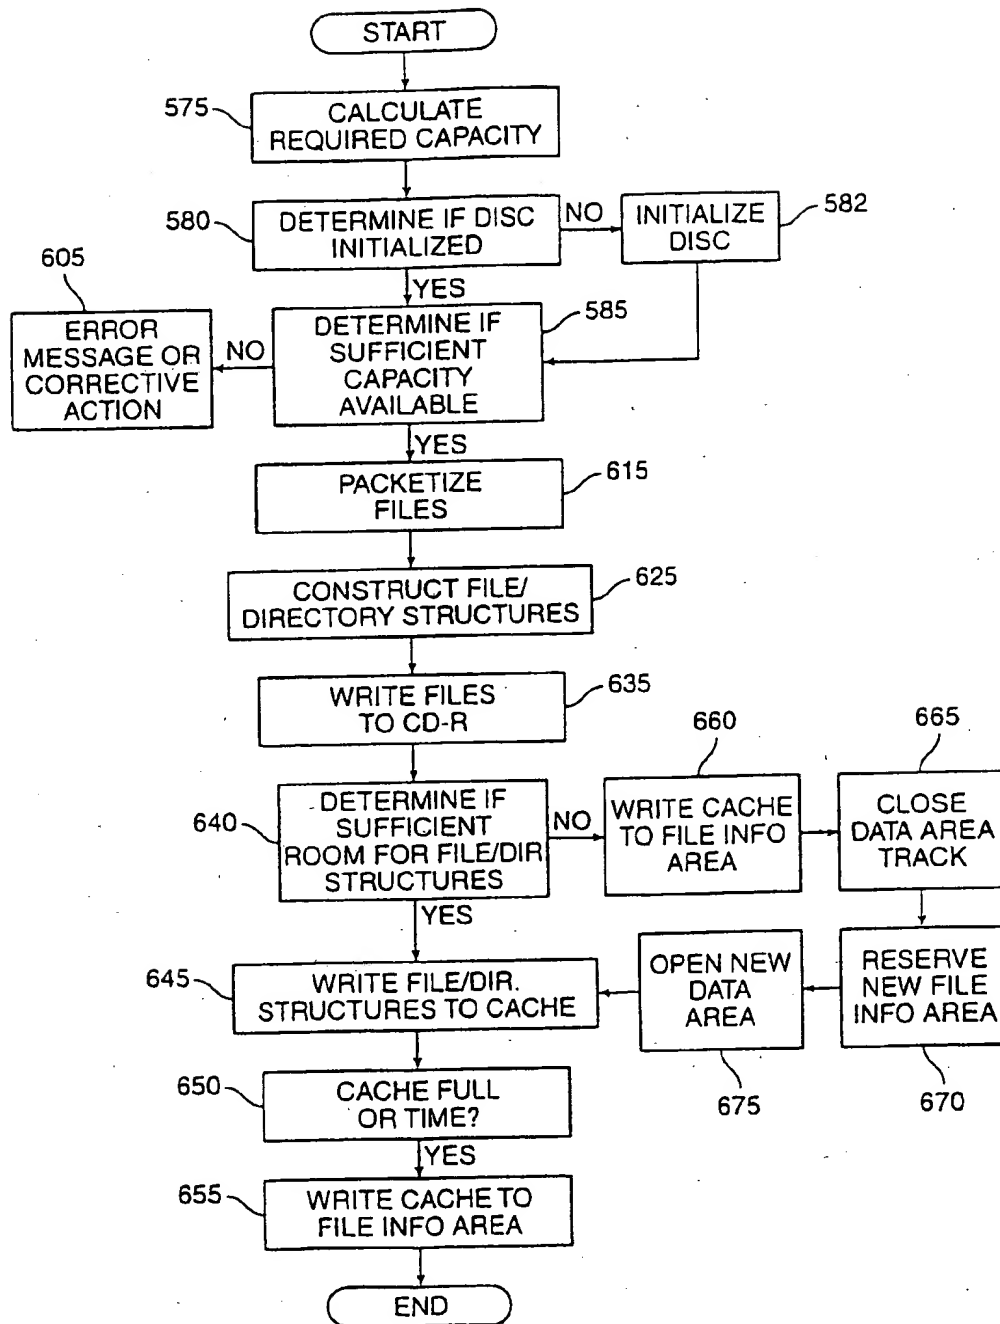 START
575
CALCULATE
REQUIRED CAPACITY
580
DETERMINE IF DISC
INITIALIZED
NO
INITIALIZE
DISC
582
YES
605
ERROR
MESSAGE OR
CORRECTIVE
ACTION
NO
DETERMINE IF
SUFFICIENT
CAPACITY
AVAILABLE
585
YES
PACKETIZE
FILES
615
CONSTRUCT FILE/
DIRECTORY STRUCTURES
625
WRITE FILES
TO CD-R
635
640
DETERMINE IF
SUFFICIENT
ROOM FOR FILE/DIR
STRUCTURES
NO
660
WRITE CACHE
TO FILE INFO
AREA
665
CLOSE
DATA AREA
TRACK
YES
645
WRITE FILE/DIR.
STRUCTURES TO CACHE
OPEN NEW
DATA
AREA
675
RESERVE
NEW FILE
INFO AREA
670
650
CACHE FULL
OR TIME?
YES
655
WRITE CACHE TO
FILE INFO AREA
END